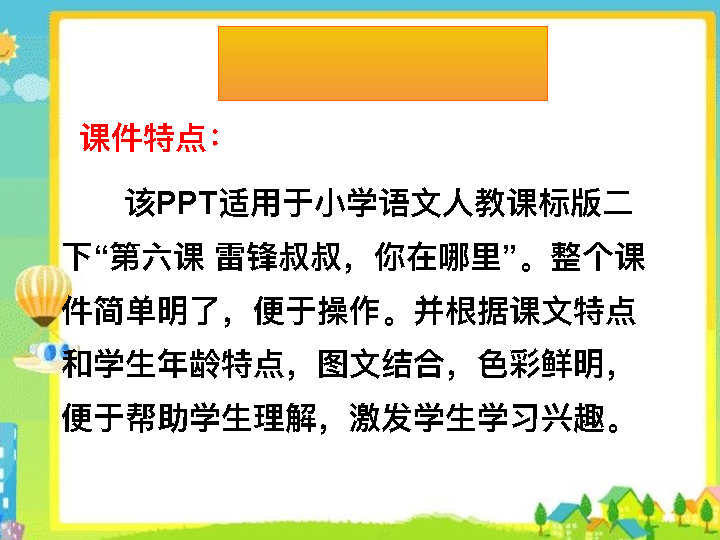 课件特点：
该PPT适用于小学语文人教课标版二
下“第六课 雷锋叔叔，你在哪里”。整个课
件简单明了，便于操作。并根据课文特点
和学生年龄特点，图文结合，色彩鲜明，
便于帮助学生理解，激发学生学习兴趣。